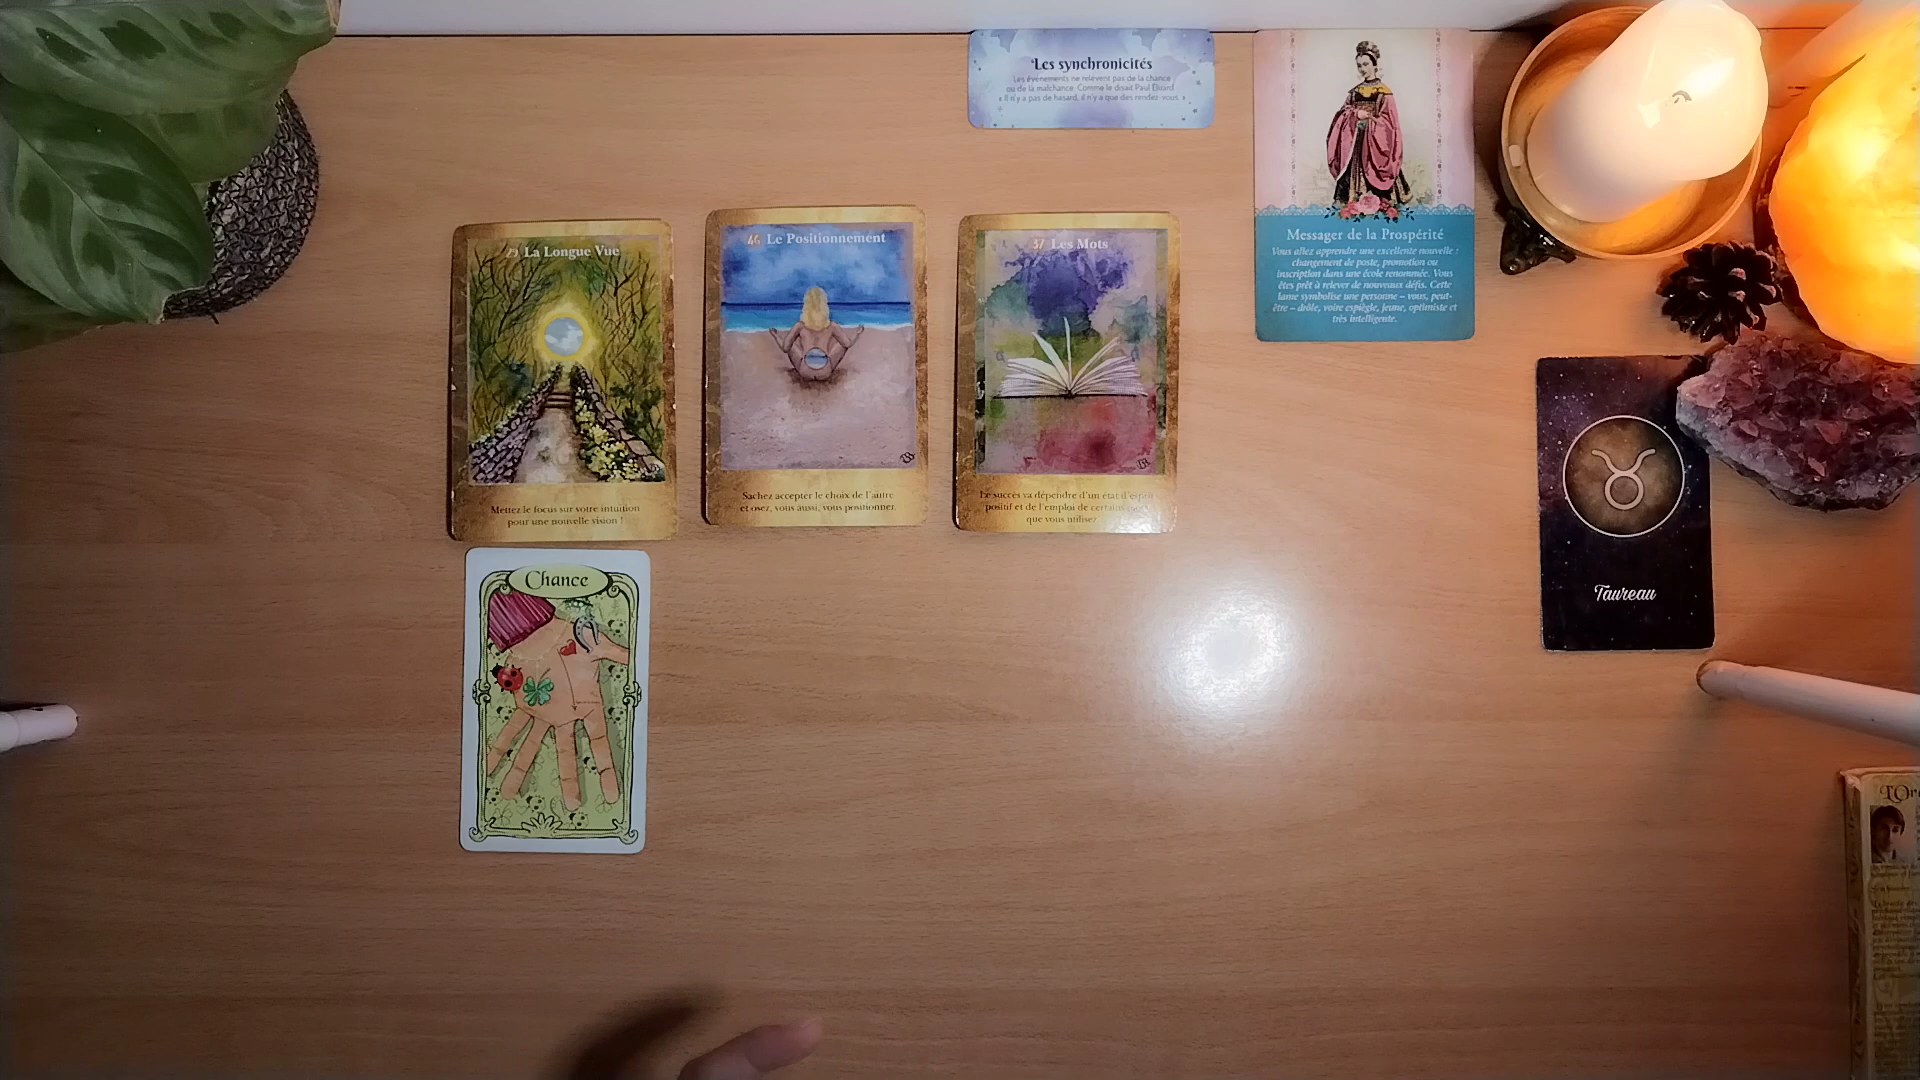 Les synchronicités
Les événements ne relèvent pas de la chance
ou de la malchance. Comme le disait Paul Éluard
« Il n'y a pas de hasard, il n'y a que des rendez-vous. »
Messager de la Prospérité
Vous allez apprendre une excellente nouvelle :
changement de poste, promotion ou
inscription dans une école renommée. Vous
êtes prêt à relever de nouveaux défis. Cette
lame symbolise une personne – vous, peut-
être – drôle, voire espiègle, jeune, optimiste et
très intelligente.
La Longue Vue
Mettez le focus sur votre intuition
pour une nouvelle vision !
46 Le Positionnement
Sachez accepter le choix de l'autre
et osez, vous aussi, vous positionner.
37 Les Mots
Le succès va dépendre d'un état d'esprit
positif et de l'emploi de certains
que vous utilisez
Chance
Taureau